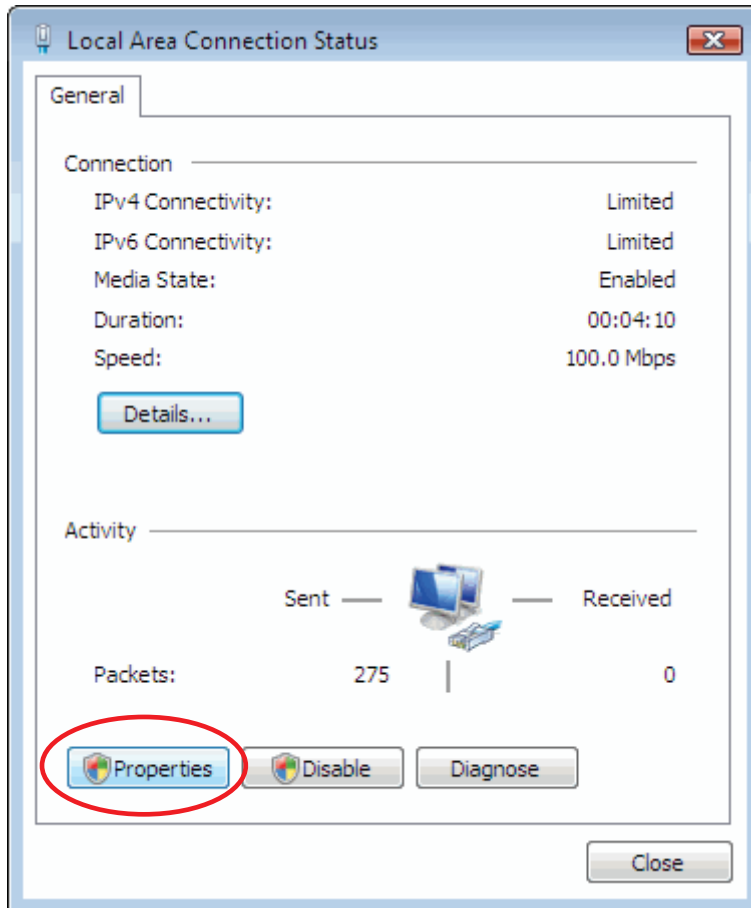 Local Area Connection Status
General
Connection
IPv4 Connectivity: Limited
IPv6 Connectivity: Limited
Media State: Enabled
Duration: 00:04:10
Speed: 100.0 Mbps
Details...
Activity
Sent Received
Packets: 275 0
Properties Disable Diagnose
Close